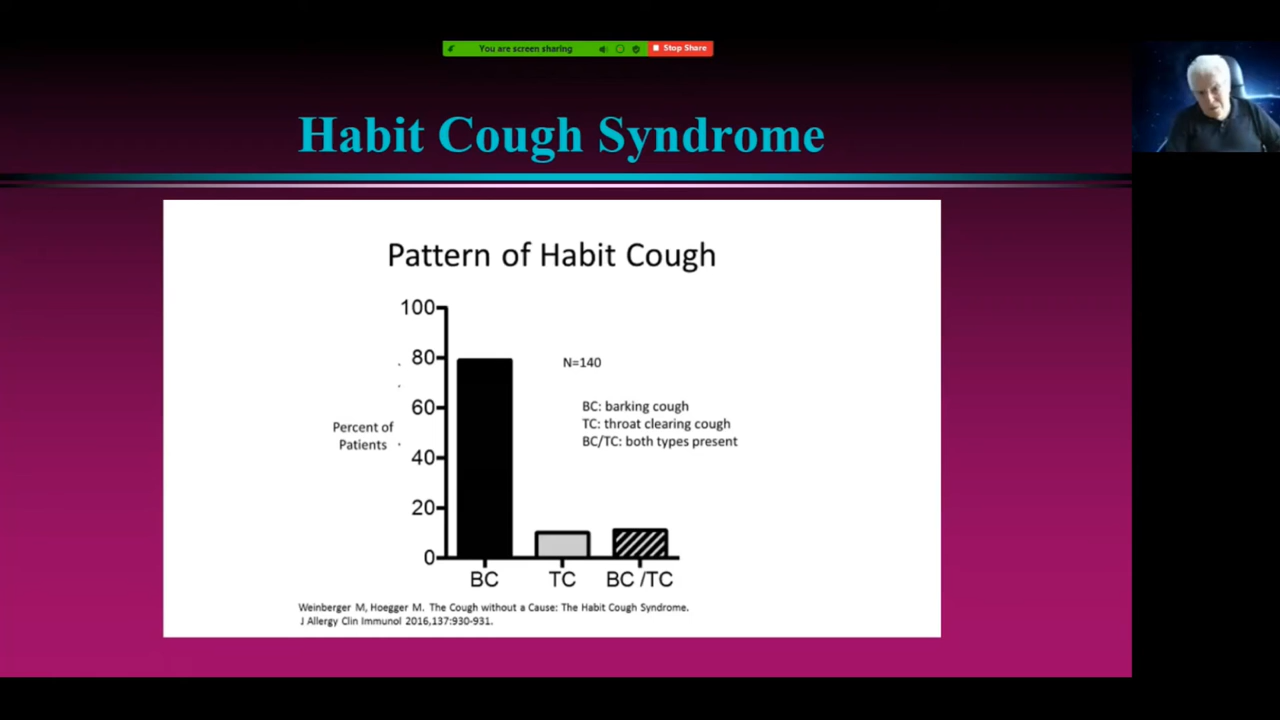 You are screen sharing
Stop Share
Habit Cough Syndrome
Pattern of Habit Cough
100
80
60
40
20
0
Percent of
Patients
N=140
BC: barking cough
TC: throat clearing cough
BC/TC: both types present
BC TC BC /TC
Weinberger M, Hoegger M. The Cough without a Cause: The Habit Cough Syndrome.
J Allergy Clin Immunol 2016,137:930-931.